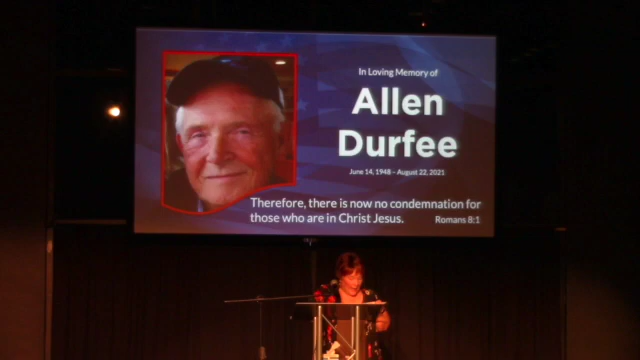 In Loving Memory of
Allen
Durfee
June 14, 1948 – August 22, 2021
Therefore, there is now no condemnation for
those who are in Christ Jesus.
Romans 8:1